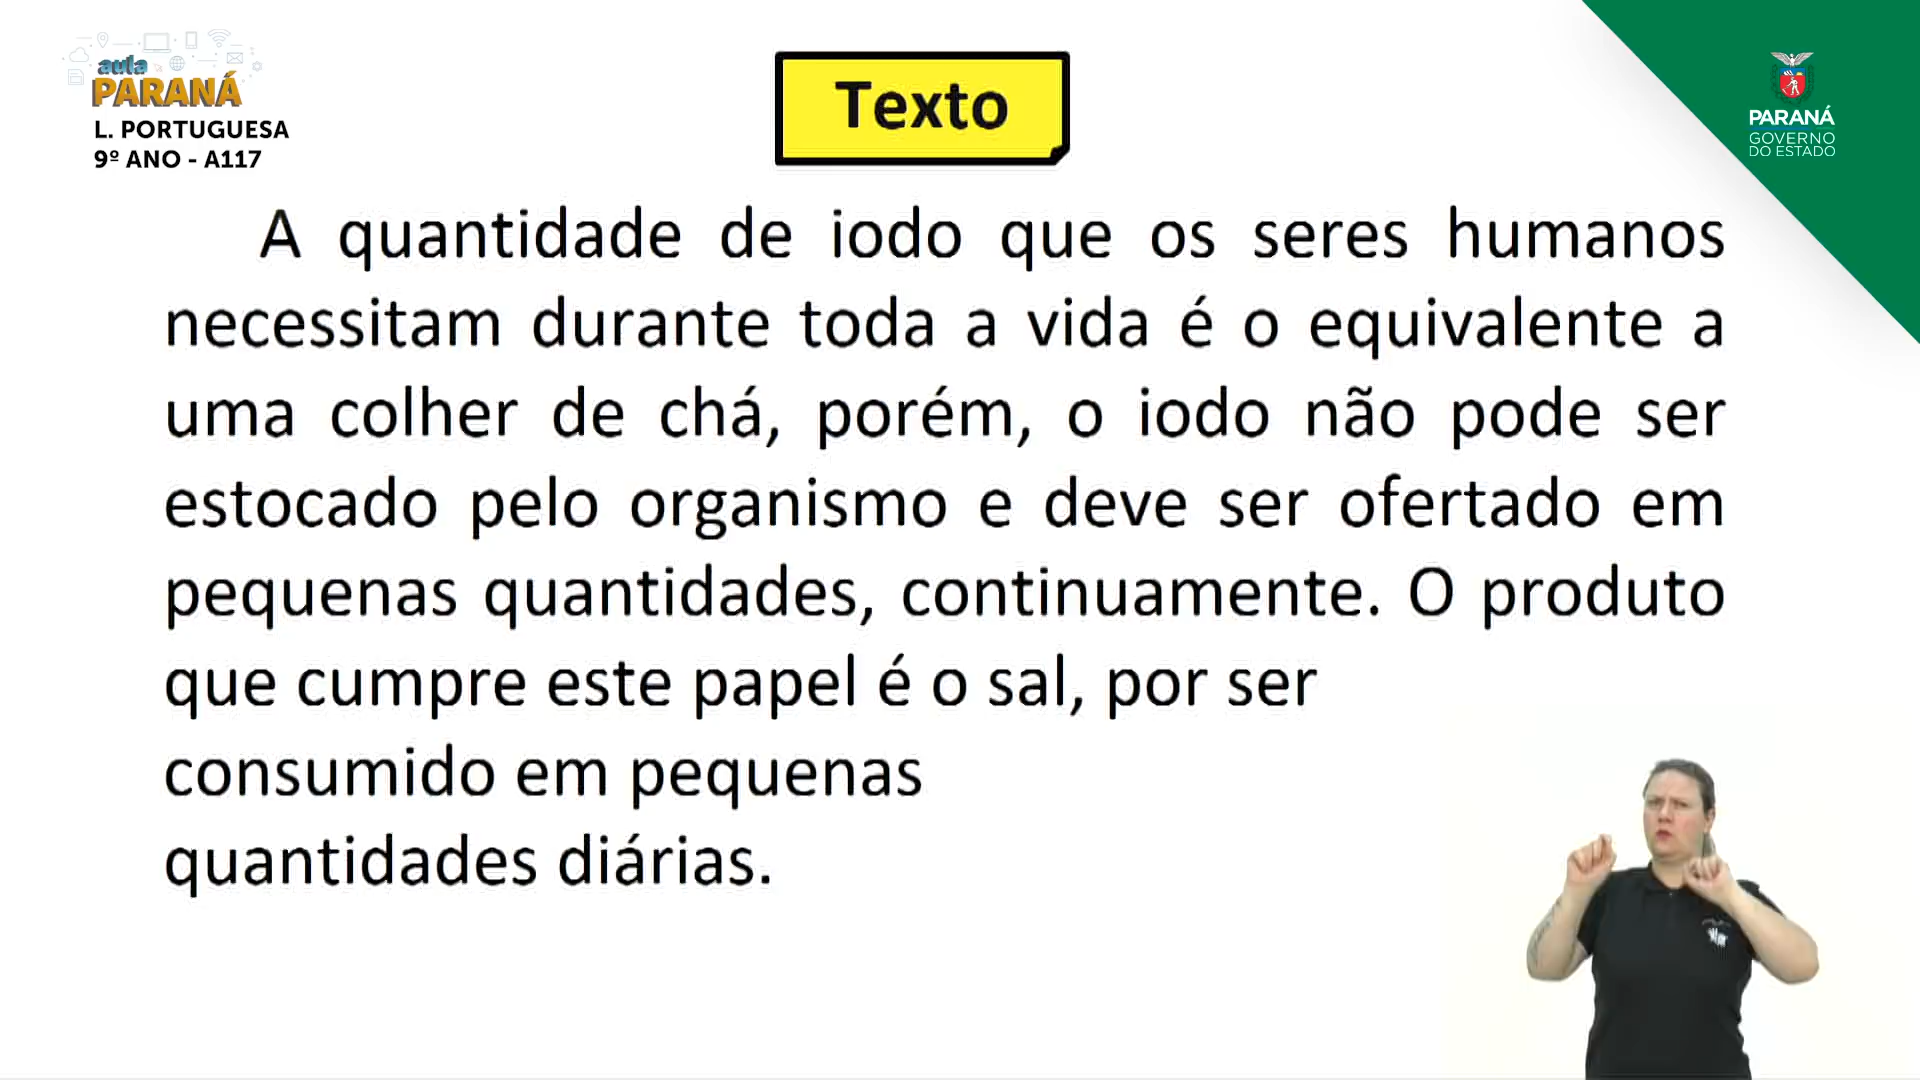 aula
PARANÁ
L. PORTUGUESA
9º ANO - A117
Texto
PARANÁ
GOVERNO
DO ESTADO
A quantidade de iodo que os seres humanos
necessitam durante toda a vida é o equivalente a
uma colher de chá, porém, o iodo não pode ser
estocado pelo organismo e deve ser ofertado em
pequenas quantidades, continuamente. O produto
que cumpre este papel é o sal, por ser
consumido em pequenas
quantidades diárias.